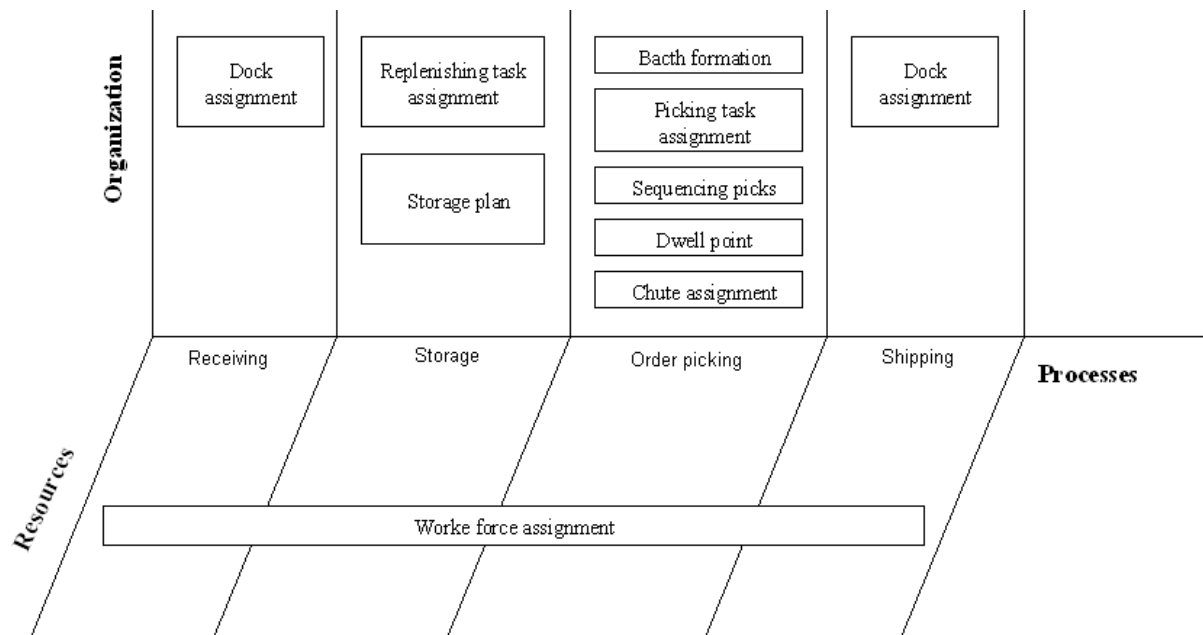 Organization
Dock
assignment
Replenishing task
assignment
Storage plan
Bacth formation
Picking task
assignment
Sequencing picks
Dwell point
Chute assignment
Dock
assignment
Receiving
Storage
Order picking
Shipping
Processes
Resources
Worke force assignment